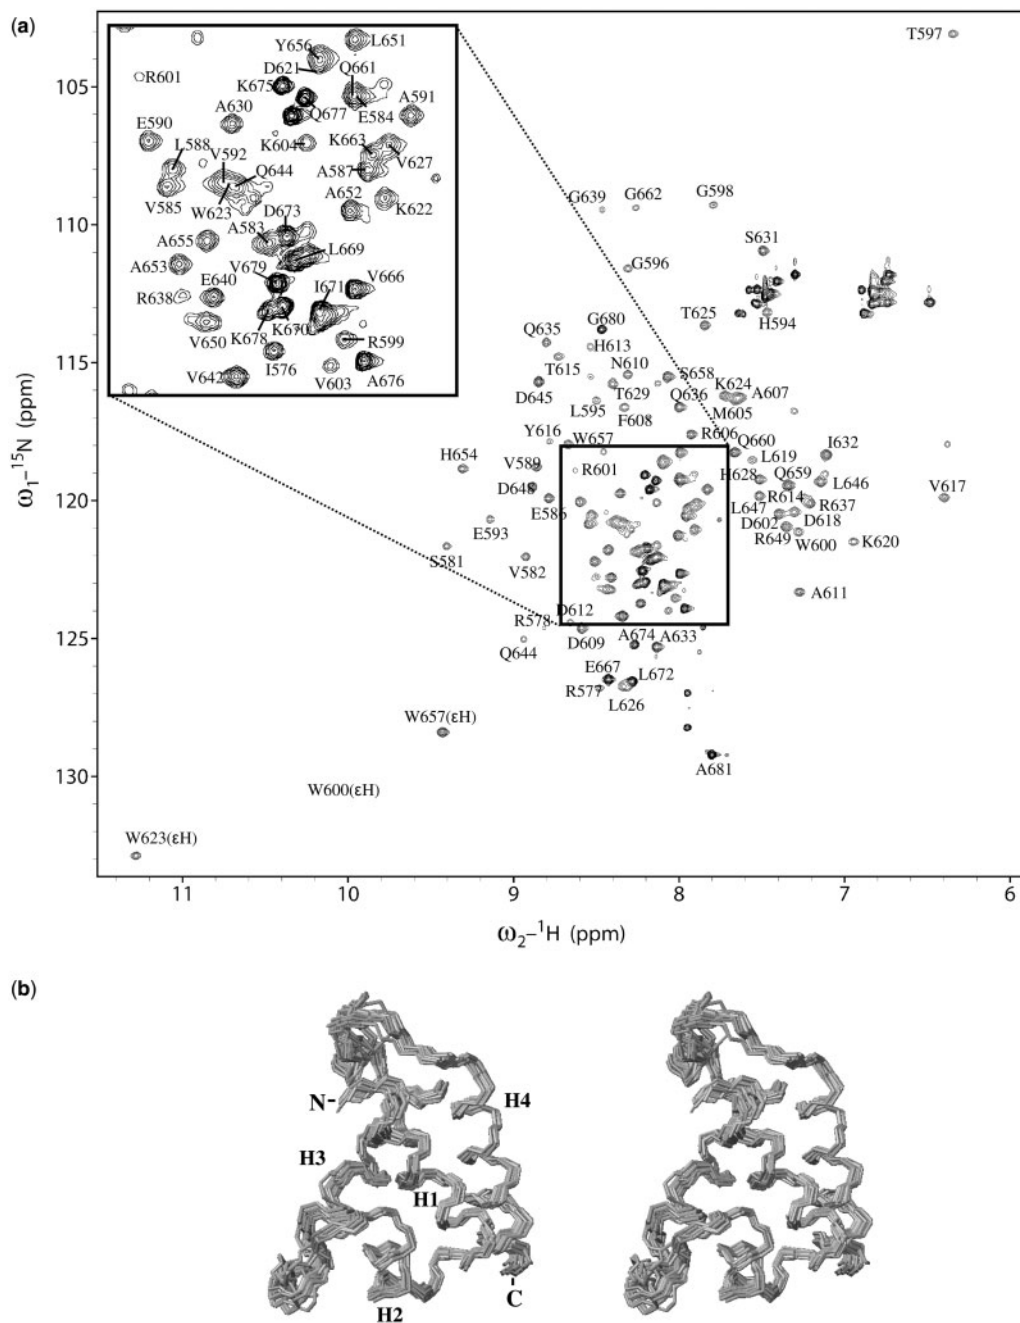 (a)
T597
Y656
L651
D621
Q661
R601
K675
A591
Q677
E584
A630
E590
K604
K663
L588
V592
V627
Q644
A587
V585
W623
A652
K622
D673
A583
A655
L669
A653
V679
V666
E640
I671
R638
V650
K678
K670
R599
I576
V603
A676
V642
G639
G662
G598
S631
G596
T625
H594
G680
Q635
H613
T615
N610
S658
K624
A607
D645
T629
Q636
M605
L595
F608
Y616
W657
R606
Q660
L619
I632
H654
V589
R601
H628
Q659
L646
D648
E586
R614
R637
V617
L647
D618
E593
D602
S581
R649
W600
K620
V582
A611
D612
R578
D609
A674
A633
Q644
E667
L672
R577
L626
W657(εH)
A681
W600(εH)
W623(εH)
105
110
115
120
125
130
ω1–15N (ppm)
11
10
9
8
7
6
ω2–1H (ppm)
(b)
N
H4
H3
H1
C
H2